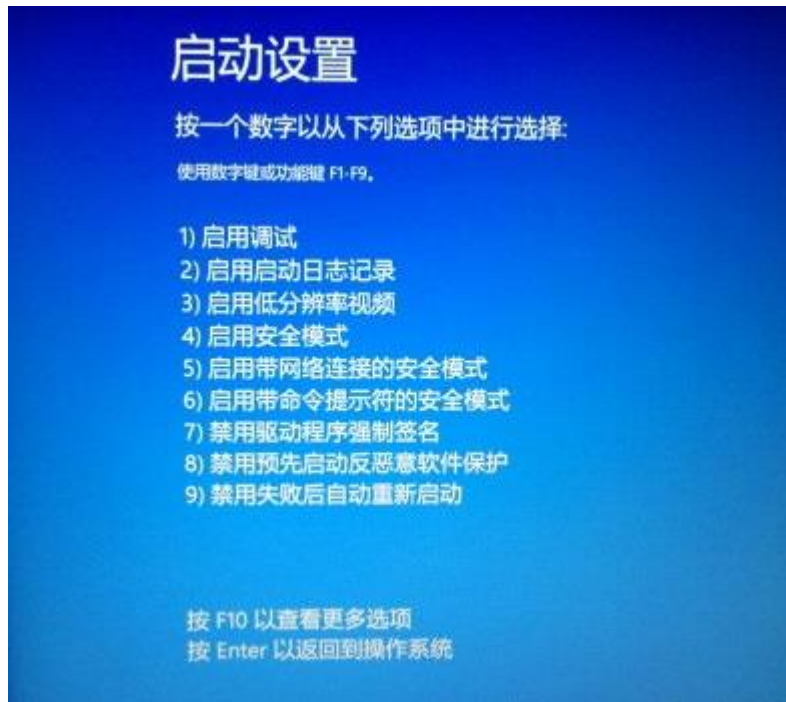 启动设置
按一个数字以从下列选项中进行选择:
使用数字键或功能键 F1-F9。
1) 启用调试
2) 启用启动日志记录
3) 启用低分辨率视频
4) 启用安全模式
5) 启用带网络连接的安全模式
6) 启用带命令提示符的安全模式
7) 禁用驱动程序强制签名
8) 禁用预先启动反恶意软件保护
9) 禁用失败后自动重新启动
按 F10 以查看更多选项
按 Enter 以返回到操作系统